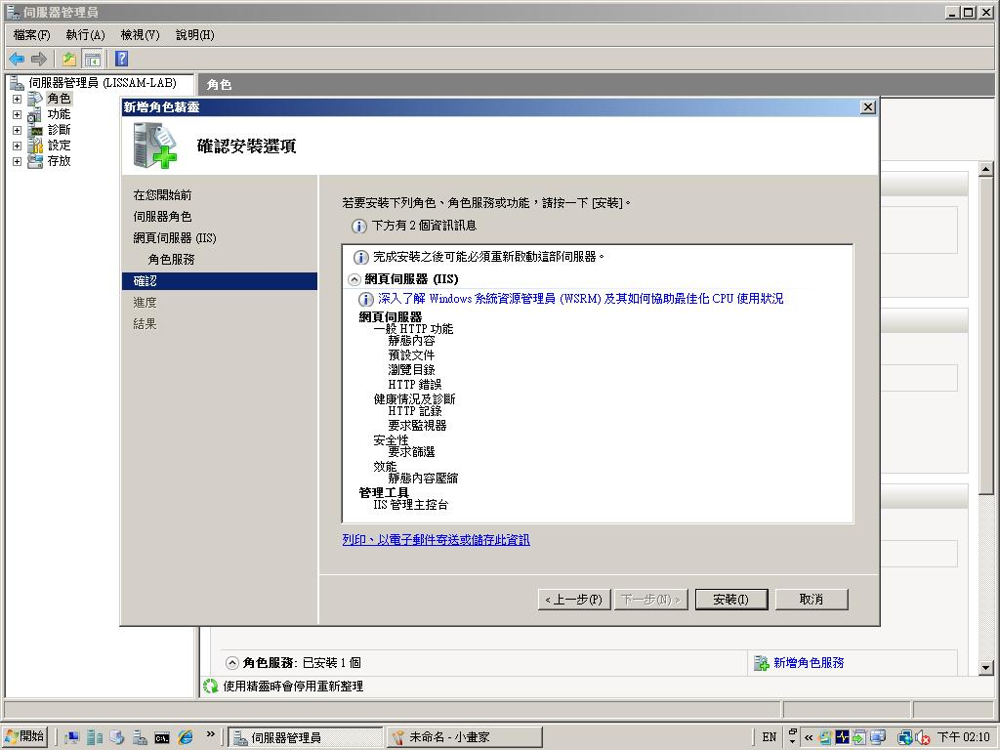 伺服器管理員
檔案(F) 執行(A) 檢視(V) 說明(H)
伺服器管理員 (LISSAM-LAB)
角色
功能
診斷
設定
存放
角色
新增角色精靈
確認安裝選項
在您開始前
伺服器角色
網頁伺服器 (IIS)
角色服務
確認
進度
結果
若要安裝下列角色、角色服務或功能，請按一下 [安裝]。
下方有 2 個資訊訊息
完成安裝之後可能必須重新啟動這部伺服器。
網頁伺服器 (IIS)
深入了解 Windows 系統資源管理員 (WSRM) 及其如何協助最佳化 CPU 使用狀況
網頁伺服器
一般 HTTP 功能
靜態內容
預設文件
瀏覽目錄
HTTP 錯誤
健康情況及診斷
HTTP 記錄
要求監視器
安全性
要求篩選
效能
靜態內容壓縮
管理工具
IIS 管理主控台
列印、以電子郵件寄送或儲存此資訊
< 上一步(P) 下一步(N) > 安裝(I) 取消
角色服務: 已安裝 1 個
新增角色服務
使用精靈時會停用重新整理
開始 » 伺服器管理員 未命名 - 小畫家 EN « 下午 02:10